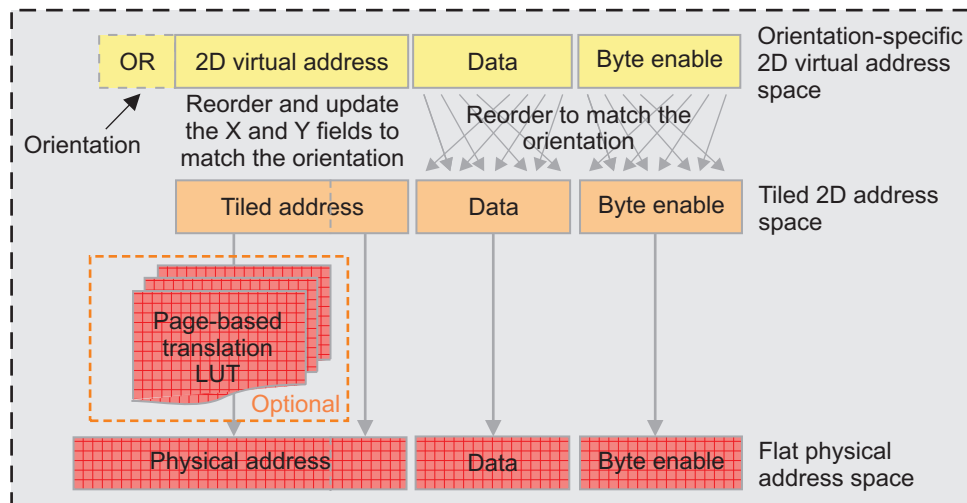 OR
2D virtual address
Data
Byte enable
Orientation-specific
2D virtual address
space
Orientation
Reorder and update
the X and Y fields to
match the orientation
Reorder to match the
orientation
Tiled address
Data
Byte enable
Tiled 2D address
space
Page-based
translation
LUT
Optional
Physical address
Data
Byte enable
Flat physical
address space